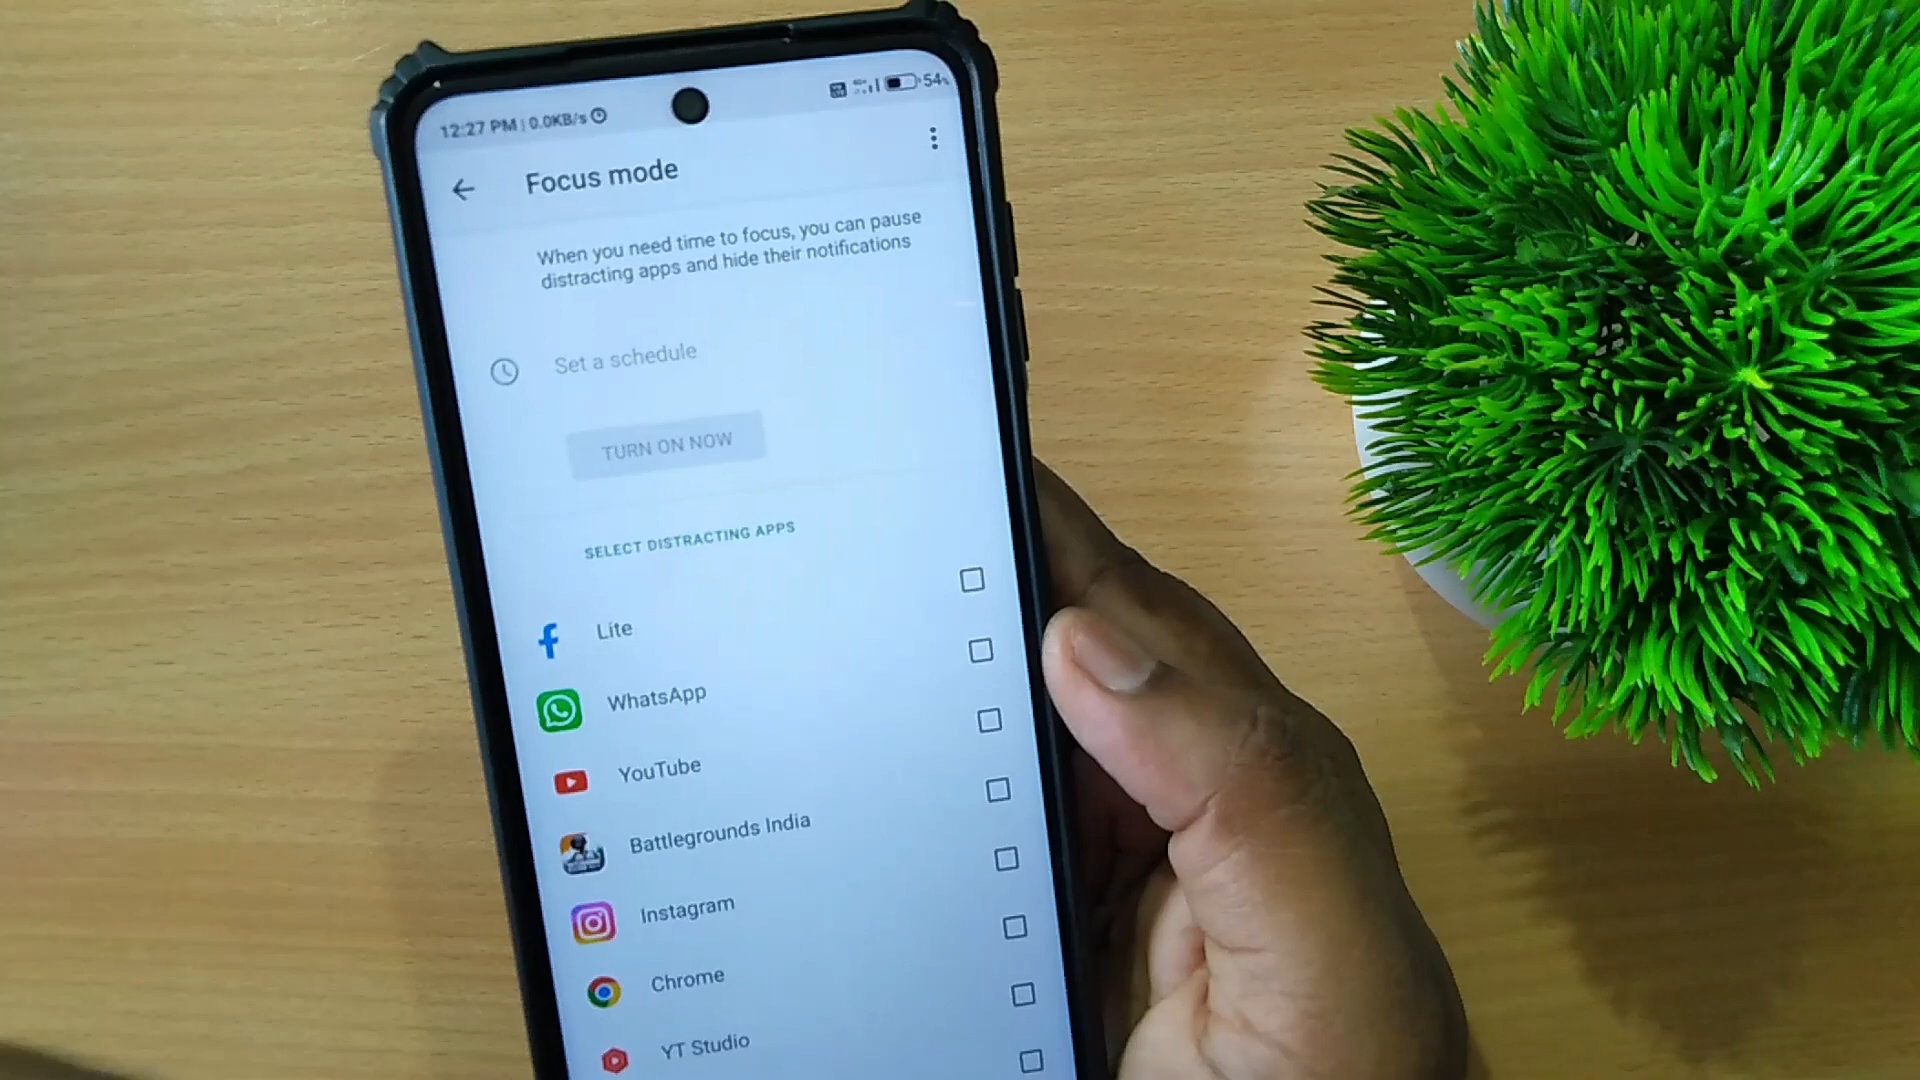 12:27 PM | 0.0KB/s
54%
Focus mode
When you need time to focus, you can pause
distracting apps and hide their notifications
Set a schedule
TURN ON NOW
SELECT DISTRACTING APPS
Lite
WhatsApp
YouTube
Battlegrounds India
Instagram
Chrome
YT Studio